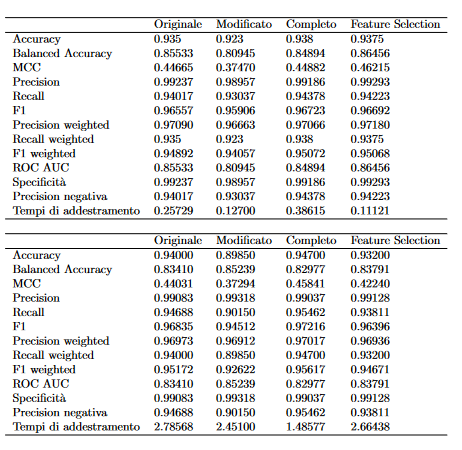 Originale Modificato Completo Feature Selection
Accuracy 0.935 0.923 0.938 0.9375
Balanced Accuracy 0.85533 0.80945 0.84894 0.86456
MCC 0.44665 0.37470 0.44882 0.46215
Precision 0.99237 0.98957 0.99186 0.99293
Recall 0.94017 0.93037 0.94378 0.94223
F1 0.96557 0.95906 0.96723 0.96692
Precision weighted 0.97090 0.96663 0.97066 0.97180
Recall weighted 0.935 0.923 0.938 0.9375
F1 weighted 0.94892 0.94057 0.95072 0.95068
ROC AUC 0.85533 0.80945 0.84894 0.86456
Specificità 0.99237 0.98957 0.99186 0.99293
Precision negativa 0.94017 0.93037 0.94378 0.94223
Tempi di addestramento 0.25729 0.12700 0.38615 0.11121
Originale Modificato Completo Feature Selection
Accuracy 0.94000 0.89850 0.94700 0.93200
Balanced Accuracy 0.83410 0.85239 0.82977 0.83791
MCC 0.44031 0.37294 0.45841 0.42240
Precision 0.99083 0.99318 0.99037 0.99128
Recall 0.94688 0.90150 0.95462 0.93811
F1 0.96835 0.94512 0.97216 0.96396
Precision weighted 0.96973 0.96912 0.97017 0.96936
Recall weighted 0.94000 0.89850 0.94700 0.93200
F1 weighted 0.95172 0.92622 0.95617 0.94671
ROC AUC 0.83410 0.85239 0.82977 0.83791
Specificità 0.99083 0.99318 0.99037 0.99128
Precision negativa 0.94688 0.90150 0.95462 0.93811
Tempi di addestramento 2.78568 2.45100 1.48577 2.66438